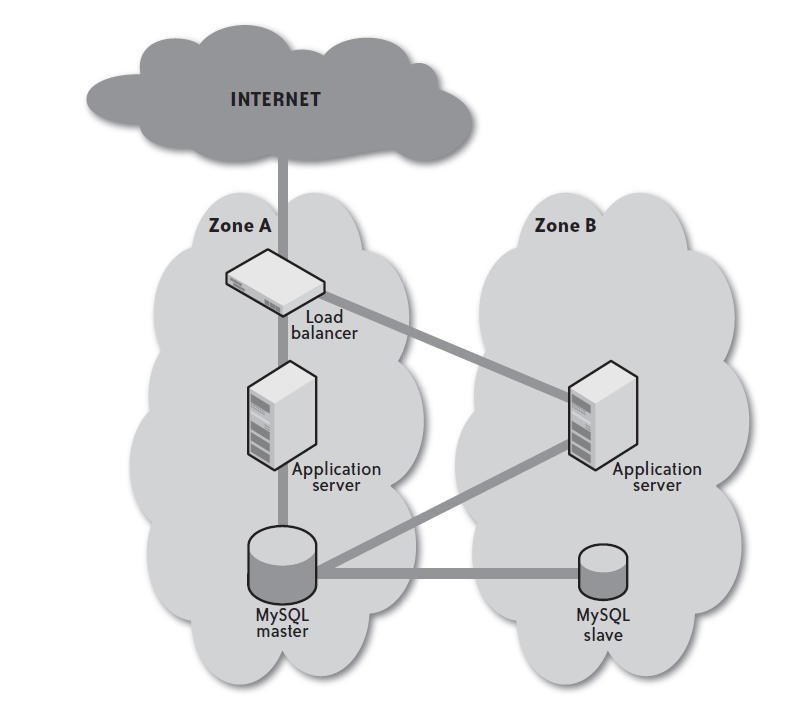 INTERNET
Zone A
Zone B
Load
balancer
Application
server
Application
server
MySQL
master
MySQL
slave